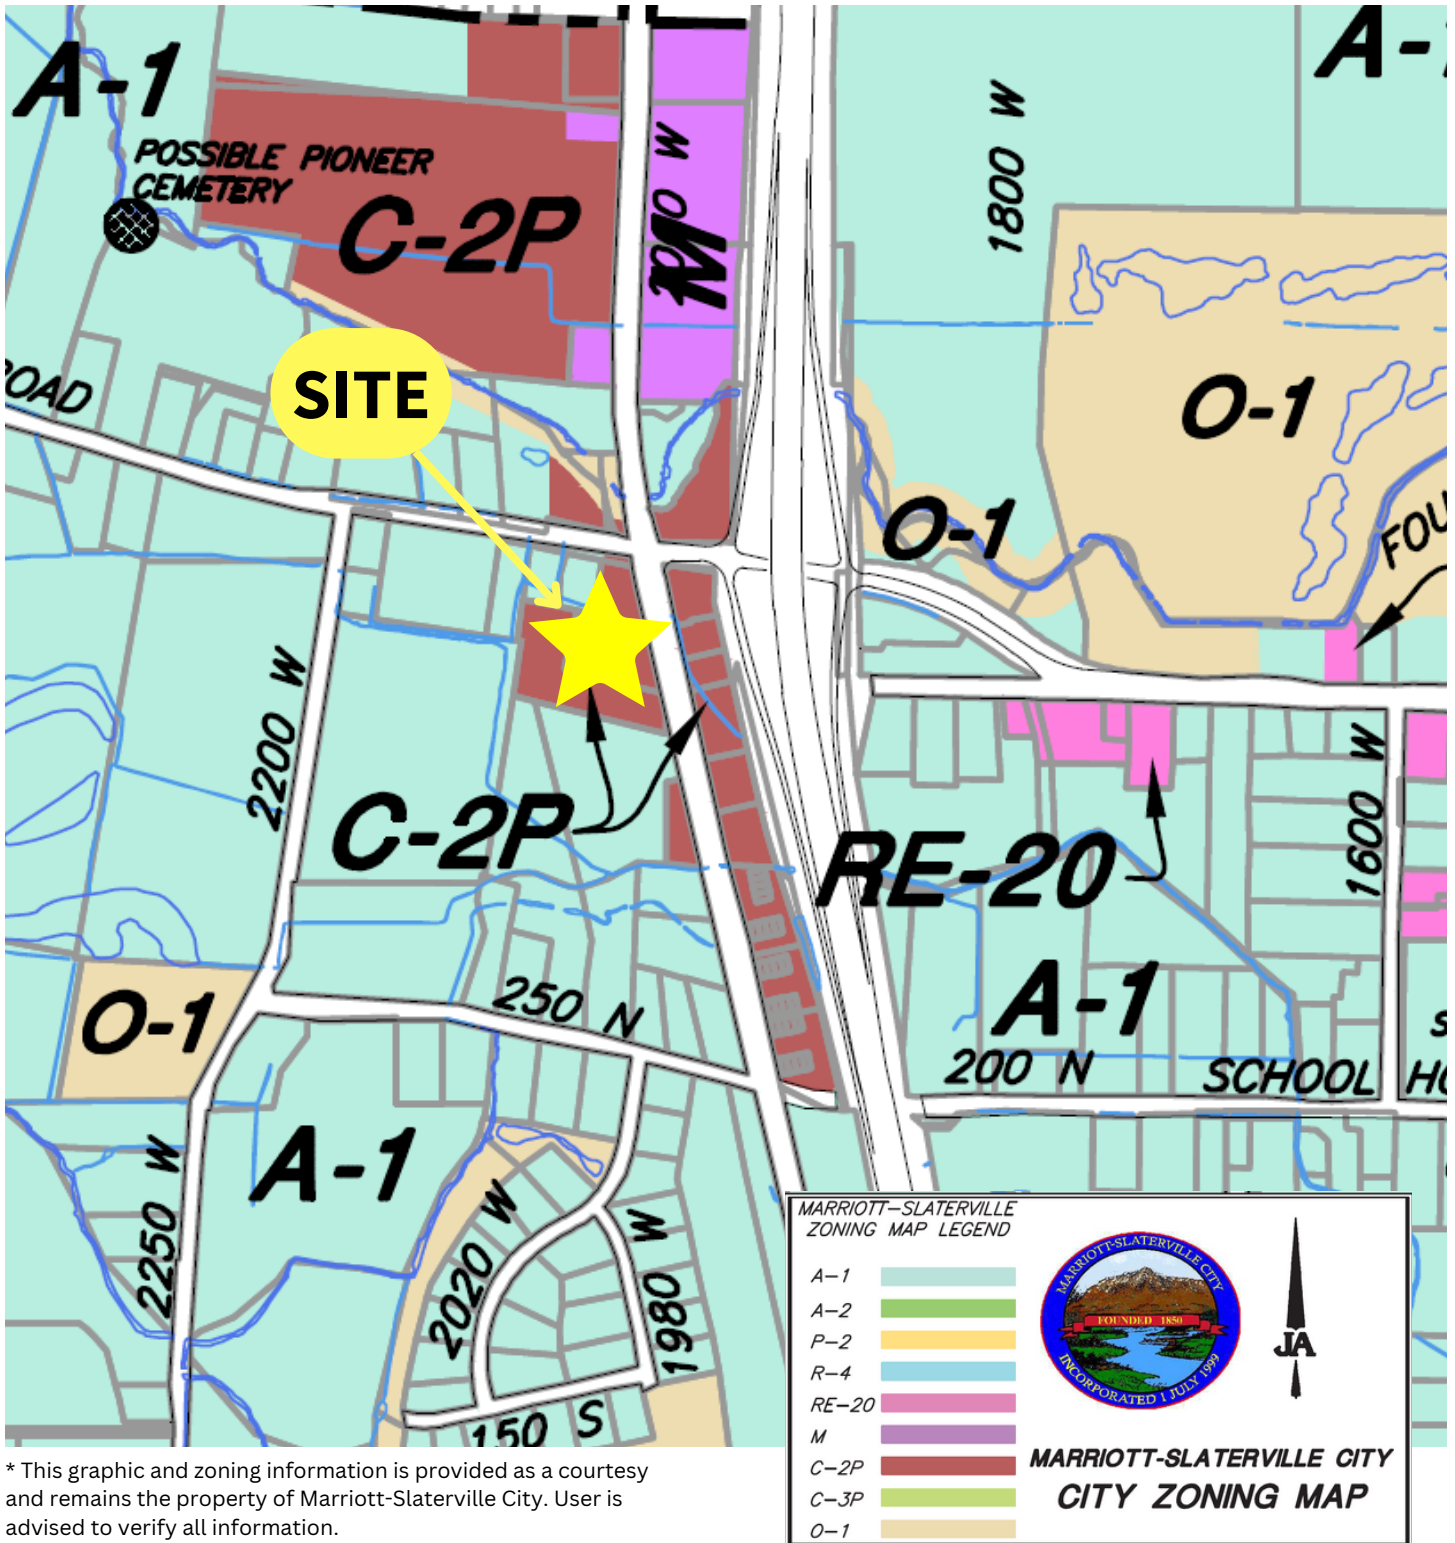 A-1
A-1
POSSIBLE PIONEER
CEMETERY
C-2P
M
1800 W
SITE
ROAD
O-1
O-1
2200 W
C-2P
RE-20
1600 W
A-1
250 N
O-1
200 N
SCHOOL
A-1
2250 W
2020 W
1980 W
150 S
MARRIOTT-SLATERVILLE
ZONING MAP LEGEND
A-1
A-2
P-2
R-4
RE-20
M
C-2P
C-3P
O-1
MARRIOTT-SLATERVILLE CITY
FOUNDED 1850
INCORPORATED 1 JULY 1999
JA
MARRIOTT-SLATERVILLE CITY
CITY ZONING MAP
* This graphic and zoning information is provided as a courtesy
and remains the property of Marriott-Slaterville City. User is
advised to verify all information.